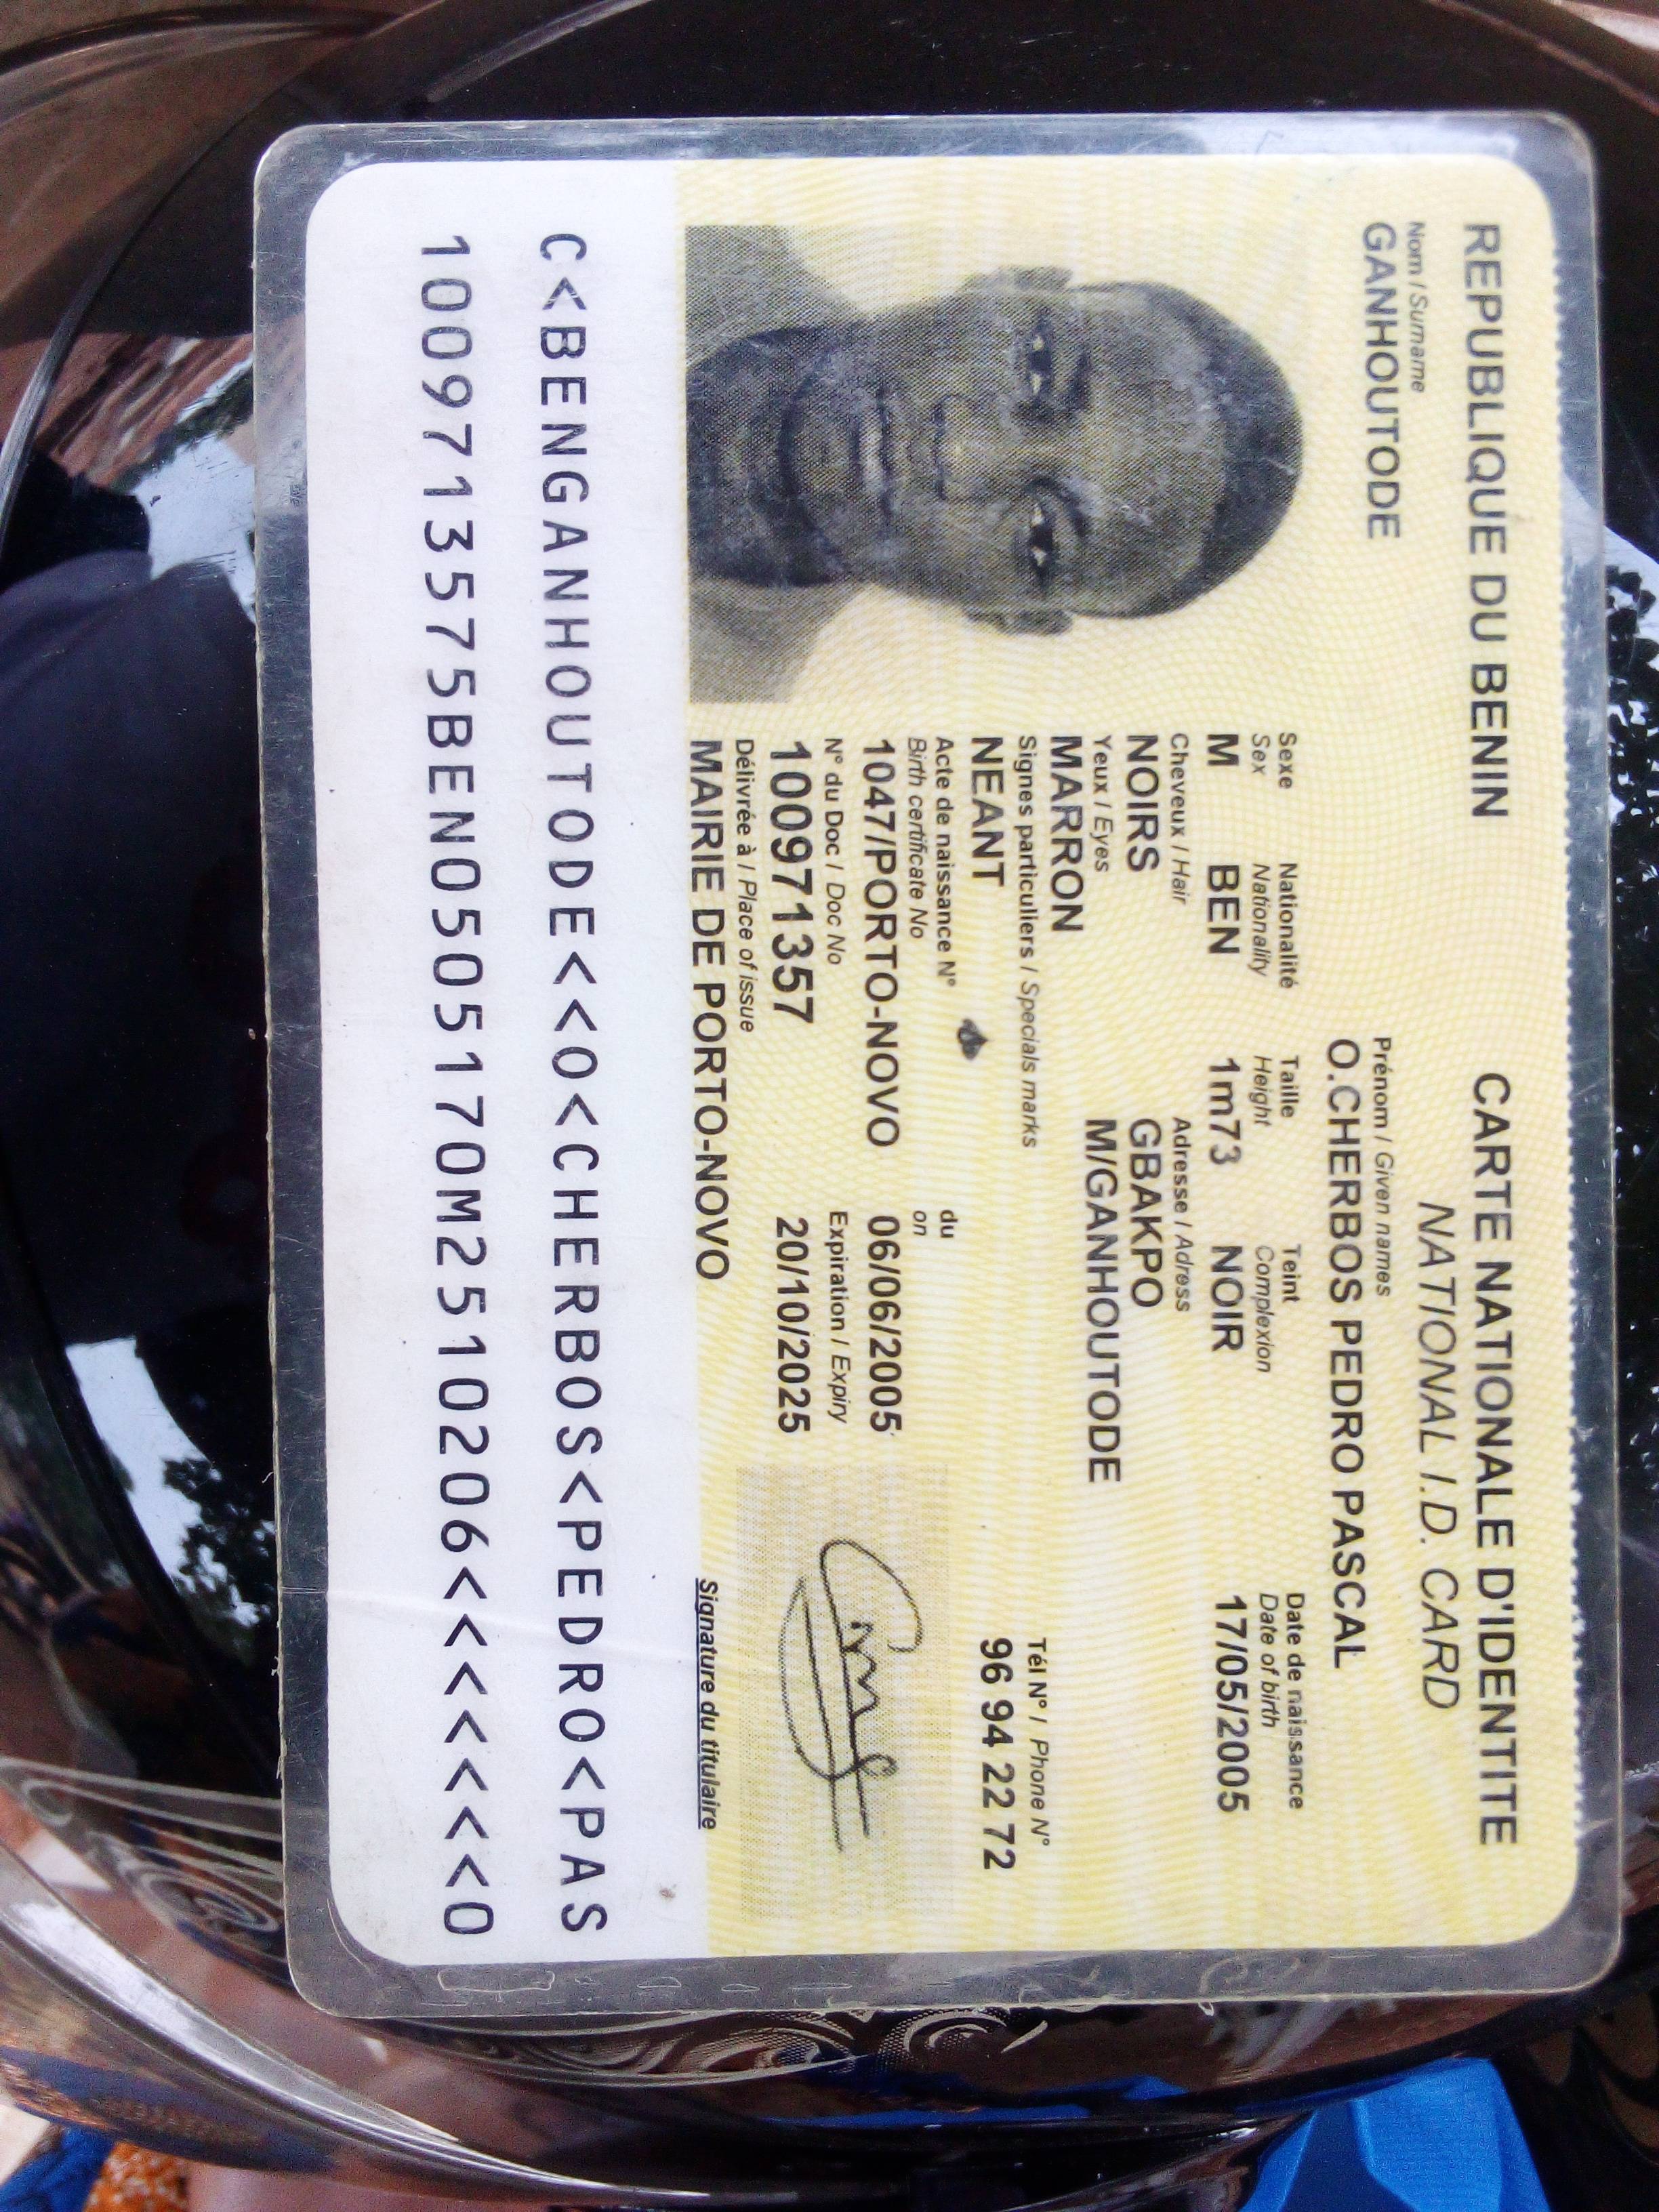 REPUBLIQUE DU BENIN
CARTE NATIONALE D'IDENTITE
NATIONAL I.D. CARD
Nom / Surname
GANHOUTODE
Prénom / Given names
O.CHERBOS PEDRO PASCAL
Sexe Nationalité Taille Teint Date de naissance
Sex Nationality Height Complexion Date of birth
M BEN 1m73 NOIR 17/05/2005
Cheveux / Hair Adresse / Adress
NOIRS GBAKPO
Yeux / Eyes M/GANHOUTODE
MARRON
Signes particuliers / Specials marks Tél N° / Phone N°
NEANT 96 94 22 72
Acte de naissance N° du
Birth certificate No on
1047/PORTO-NOVO 06/06/2005
N° du Doc / Doc No Expiration / Expiry
100971357 20/10/2025
Délivrée à / Place of issue
MAIRIE DE PORTO-NOVO
Signature du titulaire
C<BENGANHOUTODE<<O<CHERBOS<PEDRO<PAS
1009713575BEN0505170M2510206<<<<<<<0